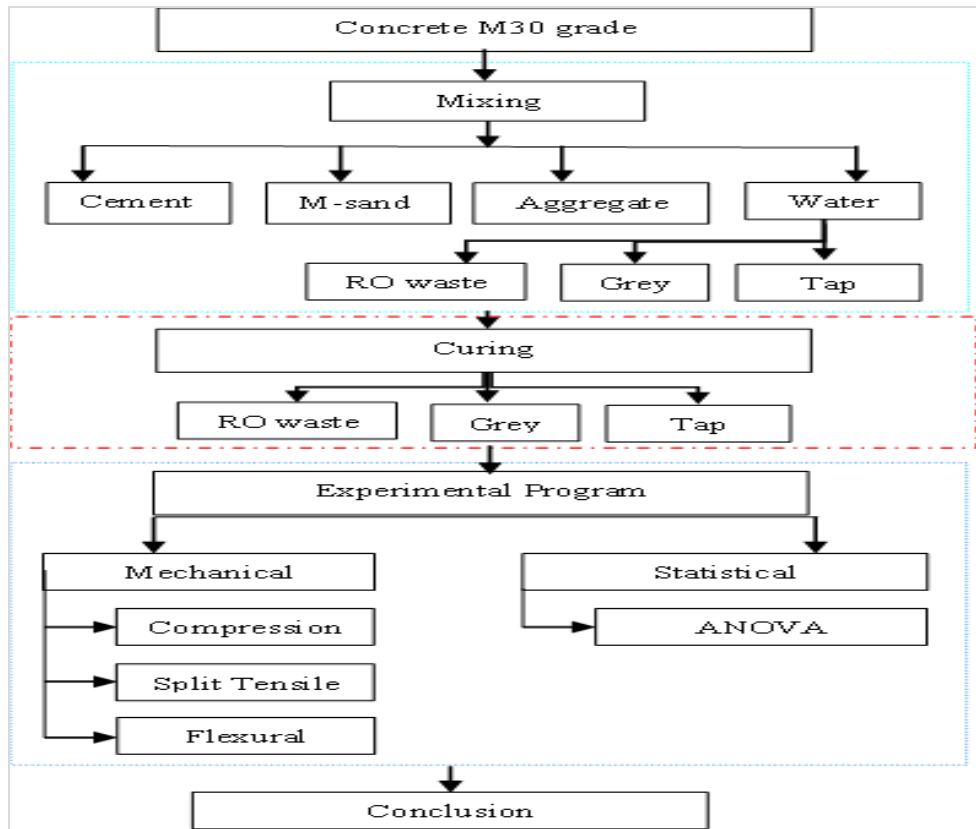 Concrete M30 grade
Mixing
Cement
M-sand
Aggregate
Water
RO waste
Grey
Tap
Curing
RO waste
Grey
Tap
Experimental Program
Mechanical
Statistical
Compression
ANOVA
Split Tensile
Flexural
Conclusion